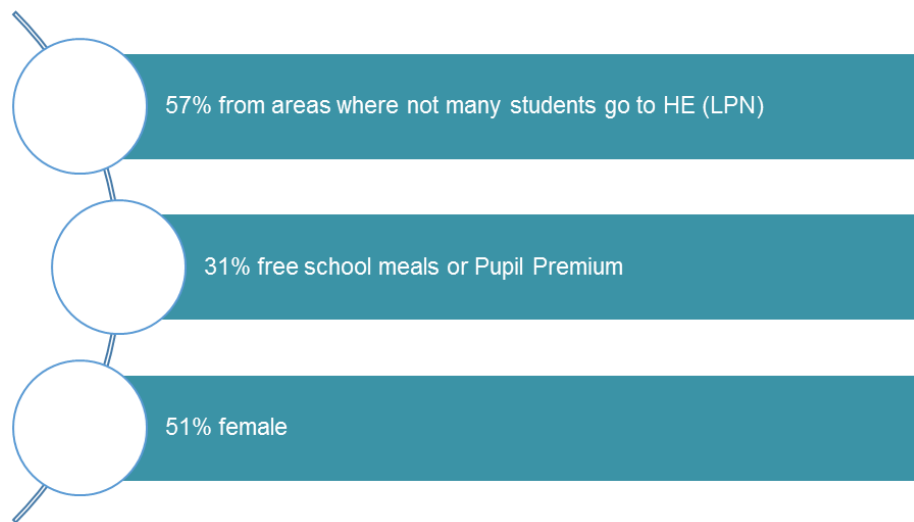 57% from areas where not many students go to HE (LPN)
31% free school meals or Pupil Premium
51% female